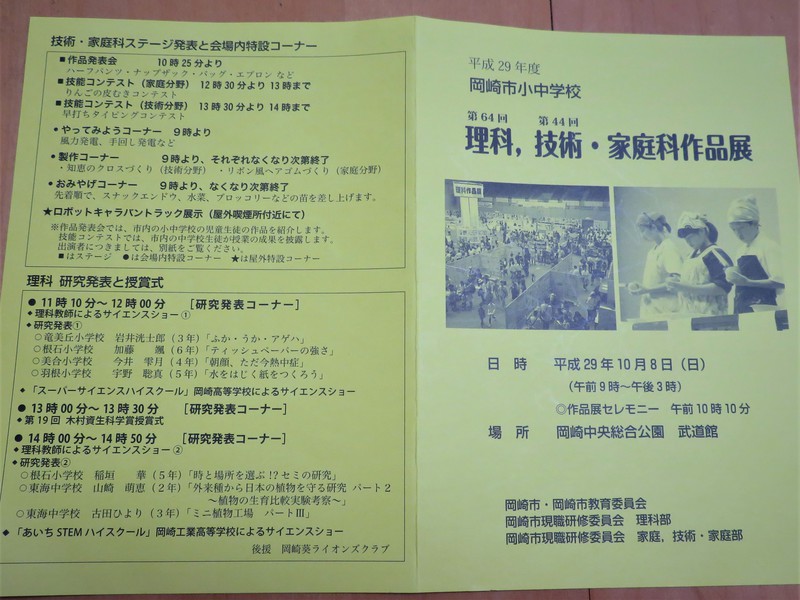 技術・家庭科ステージ発表と会場内特設コーナー
■作品発表会 10時25分より
ハーフパンツ・ナップザック・バッグ・エプロン など
■技能コンテスト（家庭分野） 12時30分より13時まで
りんごの皮むきコンテスト
■技能コンテスト（技術分野） 13時30分より14時まで
早打ちタイピングコンテスト
●やってみようコーナー 9時より
風力発電、手回し発電など
●製作コーナー 9時より、それぞれなくなり次第終了
・知恵のクロスづくり（技術分野） ・リボン風ヘアゴムづくり（家庭分野）
●おみやげコーナー 9時より、なくなり次第終了
先着順で、スナックエンドウ、水菜、ブロッコリーなどの苗を差し上げます。
★ロボットキャラバントラック展示（屋外喫煙所付近にて）
※作品発表会では、市内の小中学校の児童生徒の作品を紹介します。
技能コンテストでは、市内の中学校生徒が授業の成果を披露します。
出演者につきましては、別紙をご覧ください。
■はステージ ●は会場内特設コーナー ★は屋外特設コーナー
理科 研究発表と授賞式
●11時10分～12時00分 ［研究発表コーナー］
◆理科教師によるサイエンスショー①
◆研究発表①
○竜美丘小学校 岩井洸士郎（3年）「ふか・うか・アゲハ」
○根石小学校 加藤 颯（6年）「ティッシュペーパーの強さ」
○美合小学校 今井 雫月（4年）「朝顔、ただ今熱中症」
○羽根小学校 宇野 聡真（5年）「水をはじく紙をつくろう」
◆「スーパーサイエンスハイスクール」岡崎高等学校によるサイエンスショー
●13時00分～13時30分 ［研究発表コーナー］
◆第19回 木村資生科学賞授賞式
●14時00分～14時50分 ［研究発表コーナー］
◆理科教師によるサイエンスショー②
◆研究発表②
○根石小学校 稲垣 華（5年）「時と場所を選ぶ!?セミの研究」
○東海中学校 山崎 萌恵（2年）「外来種から日本の植物を守る研究 パート2
～植物の生育比較実験考察～」
○東海中学校 古田ひより（3年）「ミニ植物工場 パートⅢ」
◆「あいちSTEMハイスクール」岡崎工業高等学校によるサイエンスショー
後援 岡崎葵ライオンズクラブ
平成29年度
岡崎市小中学校
第64回 第44回
理科，技術・家庭科作品展
理科作品展
日 時 平成29年10月8日（日）
（午前9時～午後3時）
◎作品展セレモニー 午前10時10分
場 所 岡崎中央総合公園 武道館
岡崎市・岡崎市教育委員会
岡崎市現職研修委員会 理科部
岡崎市現職研修委員会 家庭，技術・家庭部